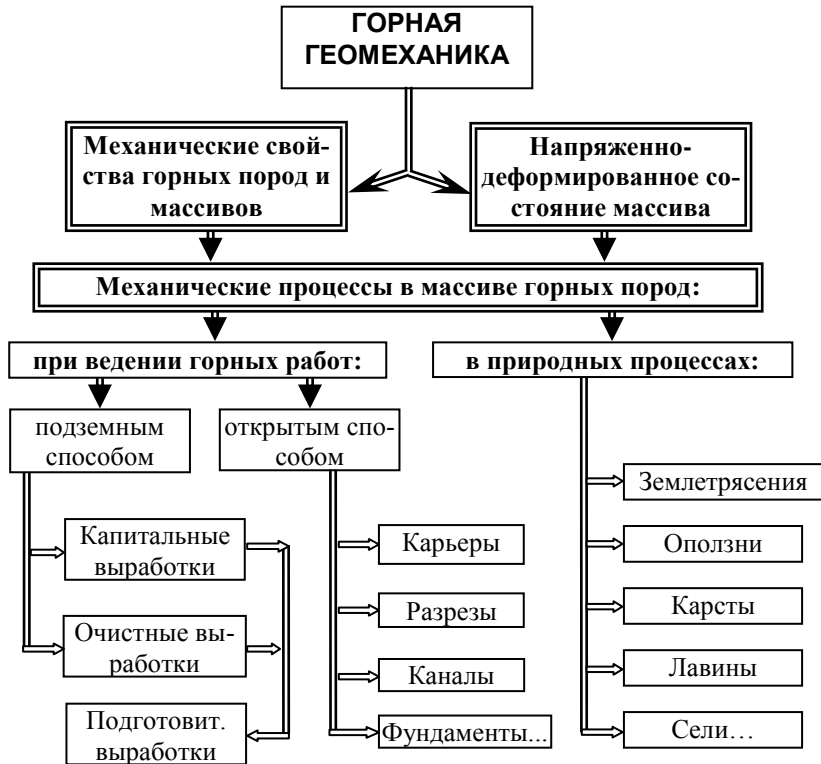 ГОРНАЯ
ГЕОМЕХАНИКА
Механические свой-
ства горных пород и
массивов
Напряженно-
деформированное со-
стояние массива
Механические процессы в массиве горных пород:
при ведении горных работ:
в природных процессах:
подземным
способом
открытым спо-
собом
Капитальные
выработки
Очистные вы-
работки
Подготовит.
выработки
Карьеры
Разрезы
Каналы
Фундаменты...
Землетрясения
Оползни
Карсты
Лавины
Сели…